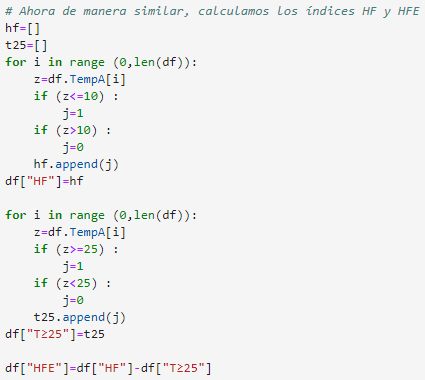 # Ahora de manera similar, calculamos los índices HF y HFE
hf=[]
t25=[]
for i in range (0,len(df)):
    z=df.TempA[i]
    if (z<=10) :
        j=1
    if (z>10) :
        j=0
    hf.append(j)
df["HF"]=hf

for i in range (0,len(df)):
    z=df.TempA[i]
    if (z>=25) :
        j=1
    if (z<25) :
        j=0
    t25.append(j)
df["T≥25"]=t25

df["HFE"]=df["HF"]-df["T≥25"]